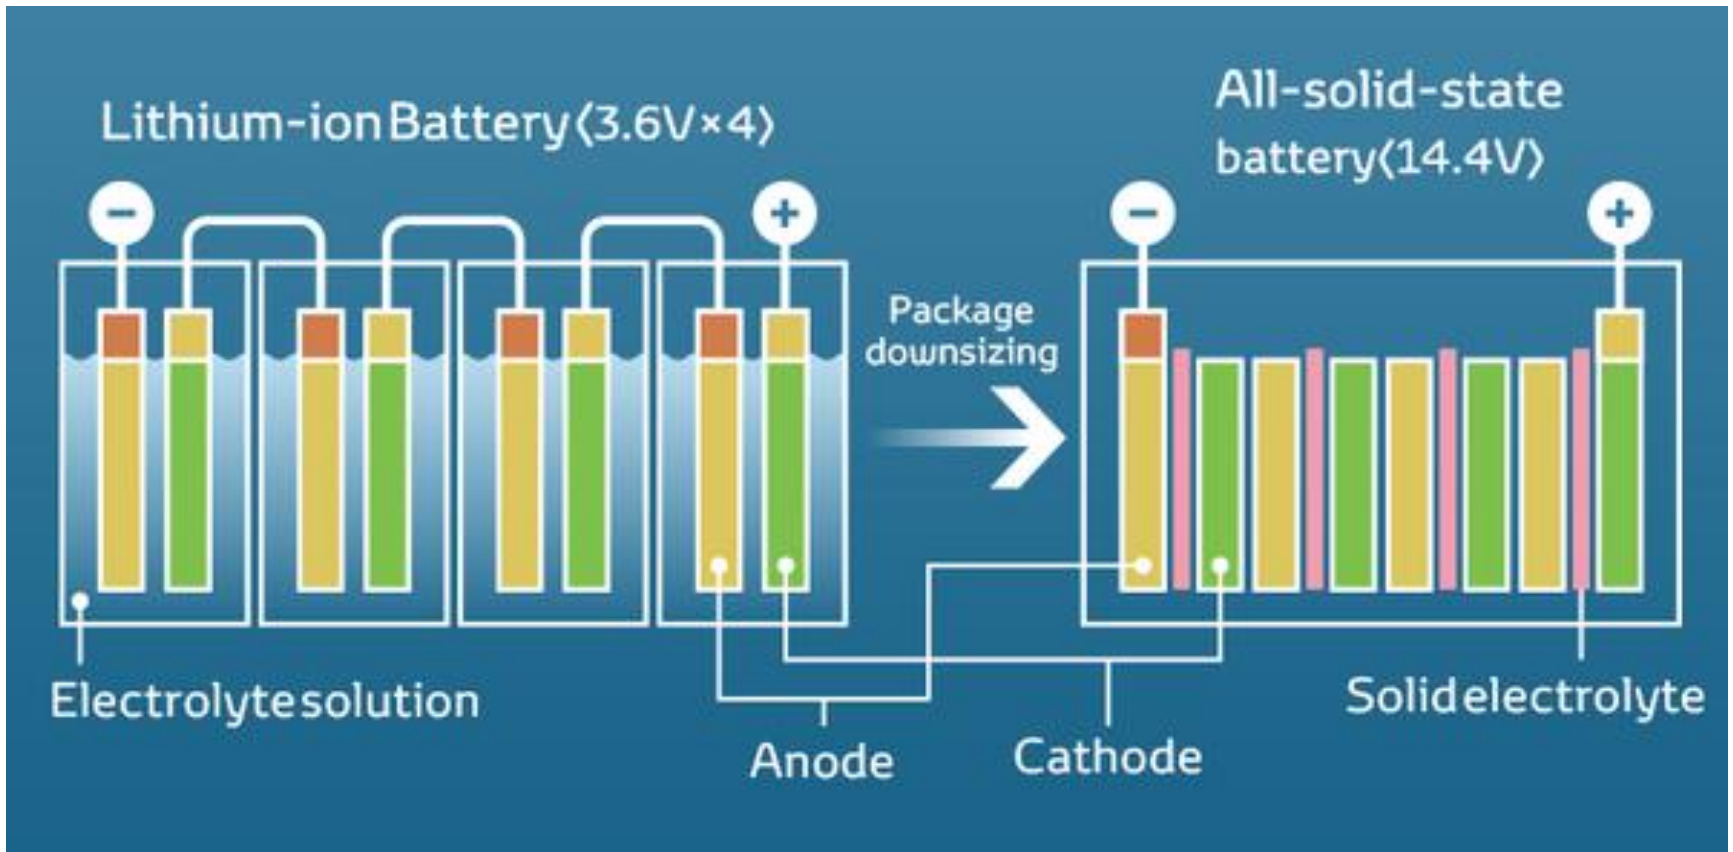 Lithium-ion Battery(3.6V×4)
All-solid-state
battery(14.4V)
−
+
−
+
Package
downsizing
Electrolyte solution
Solid electrolyte
Anode
Cathode